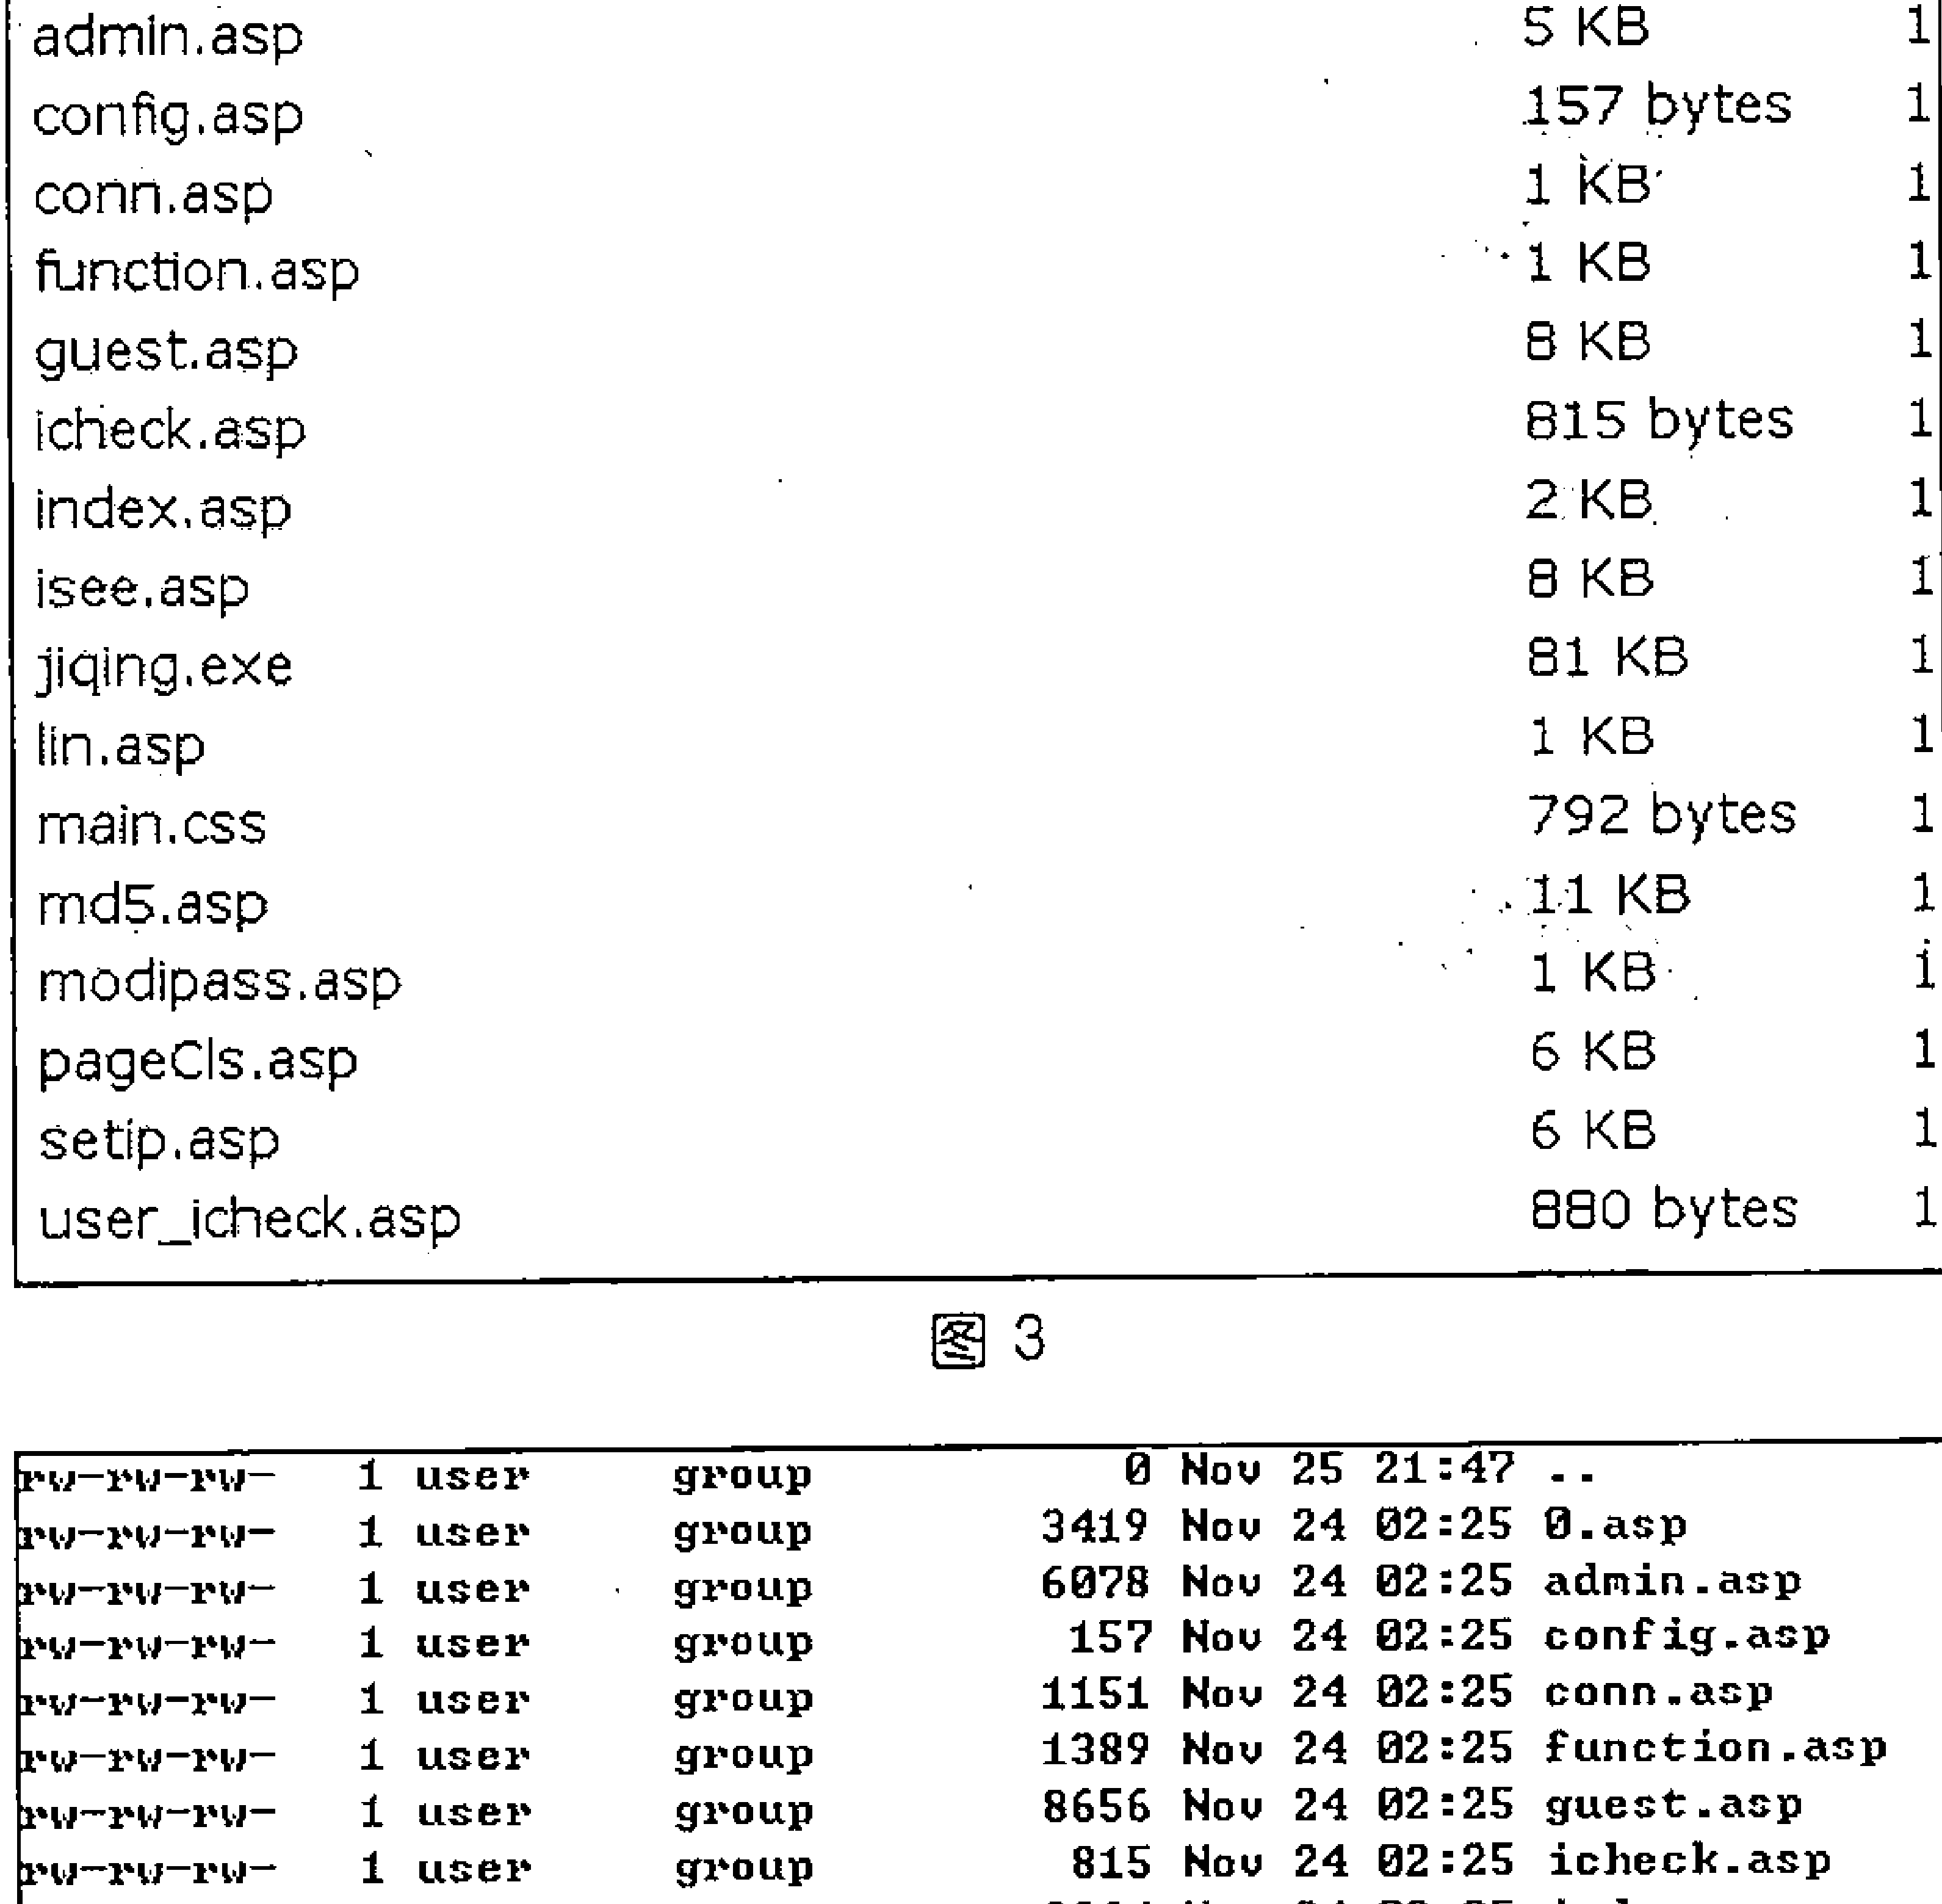 admin.asp 5 KB 1
config.asp 157 bytes 1
conn.asp 1 KB 1
function.asp 1 KB 1
guest.asp 8 KB 1
icheck.asp 815 bytes 1
index.asp 2 KB 1
isee.asp 8 KB 1
jiqing.exe 81 KB 1
lin.asp 1 KB 1
main.css 792 bytes 1
md5.asp 11 KB 1
modipass.asp 1 KB 1
pageCls.asp 6 KB 1
setip.asp 6 KB 1
user_icheck.asp 880 bytes 1
图 3
rw-rw-rw- 1 user group 0 Nov 25 21:47 ..
rw-rw-rw- 1 user group 3419 Nov 24 02:25 0.asp
rw-rw-rw- 1 user group 6078 Nov 24 02:25 admin.asp
rw-rw-rw- 1 user group 157 Nov 24 02:25 config.asp
rw-rw-rw- 1 user group 1151 Nov 24 02:25 conn.asp
rw-rw-rw- 1 user group 1389 Nov 24 02:25 function.asp
rw-rw-rw- 1 user group 8656 Nov 24 02:25 guest.asp
rw-rw-rw- 1 user group 815 Nov 24 02:25 icheck.asp